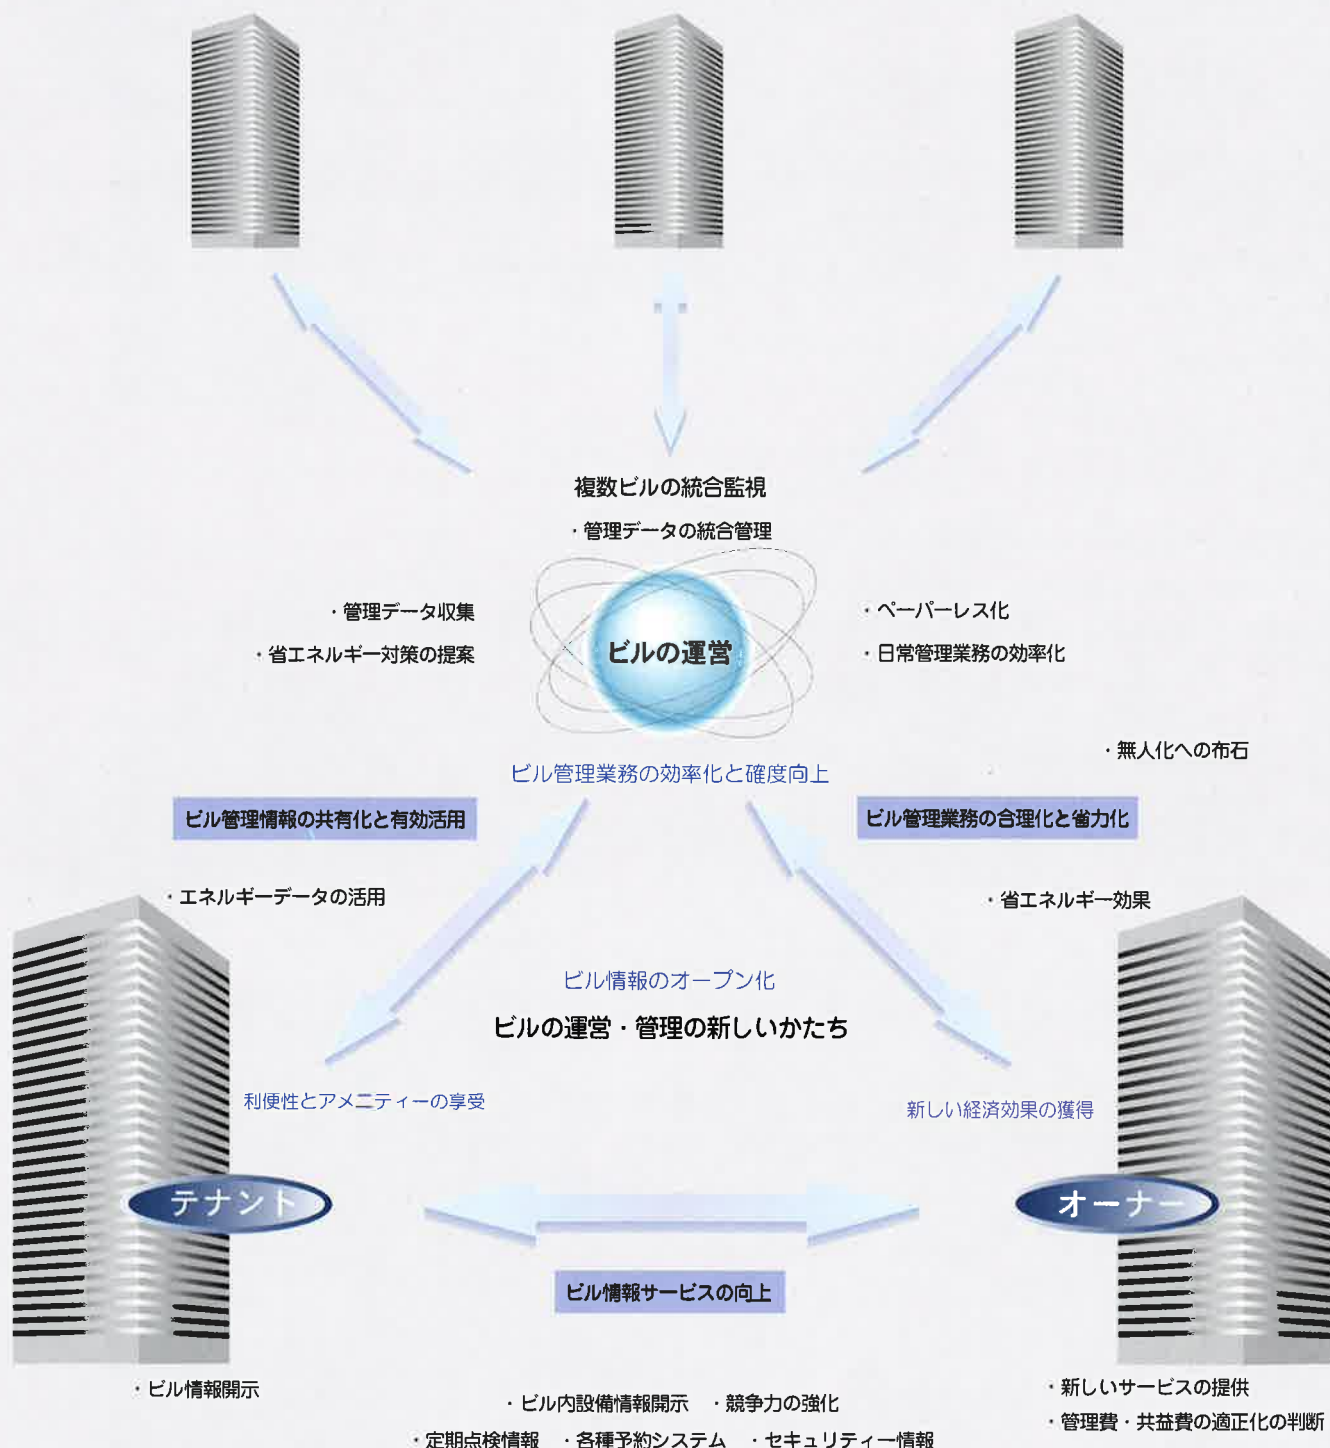 複数ビルの統合監視
・管理データの統合管理
・管理データ収集
・省エネルギー対策の提案
ビルの運営
・ペーパーレス化
・日常管理業務の効率化
・無人化への布石
ビル管理業務の効率化と確度向上
ビル管理情報の共有化と有効活用
ビル管理業務の合理化と省力化
・エネルギーデータの活用
・省エネルギー効果
ビル情報のオープン化
ビルの運営・管理の新しいかたち
利便性とアメニティーの享受
新しい経済効果の獲得
テナント
オーナー
ビル情報サービスの向上
・ビル情報開示
・新しいサービスの提供
・管理費・共益費の適正化の判断
・ビル内設備情報開示 ・競争力の強化
・定期点検情報 ・各種予約システム ・セキュリティー情報